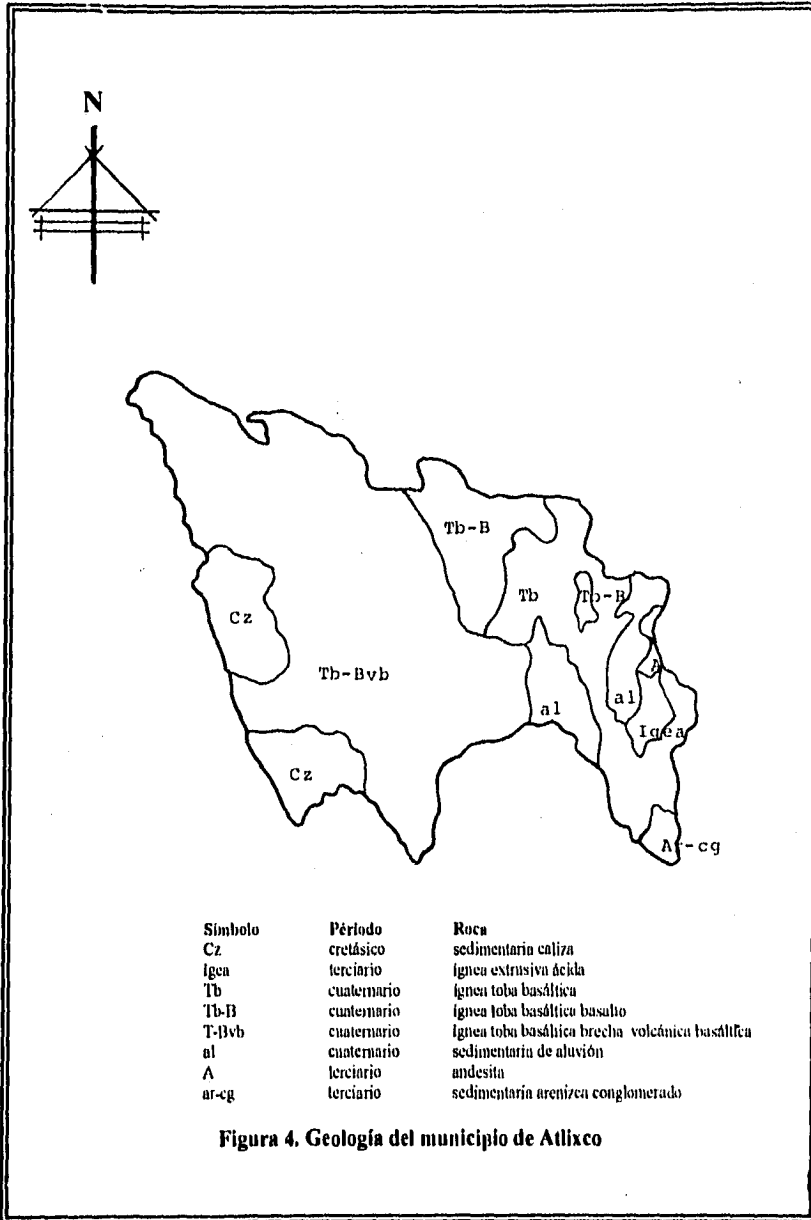 N
Tb-B
Tb
Tb-B
Cz
Tb-Bvb
A
al
al
Igea
Cz
Ar-cg
Símbolo Período Roca
Cz cretásico sedimentaria caliza
Igea terciario ígnea extrusiva ácida
Tb cuaternario ígnea toba basáltica
Tb-B cuaternario ígnea toba basáltica basalto
T-Bvb cuaternario ígnea toba basáltica brecha volcánica basáltica
al cuaternario sedimentaria de aluvión
A terciario andesita
ar-cg terciario sedimentaria arenizca conglomerado
Figura 4. Geología del municipio de Atlixco